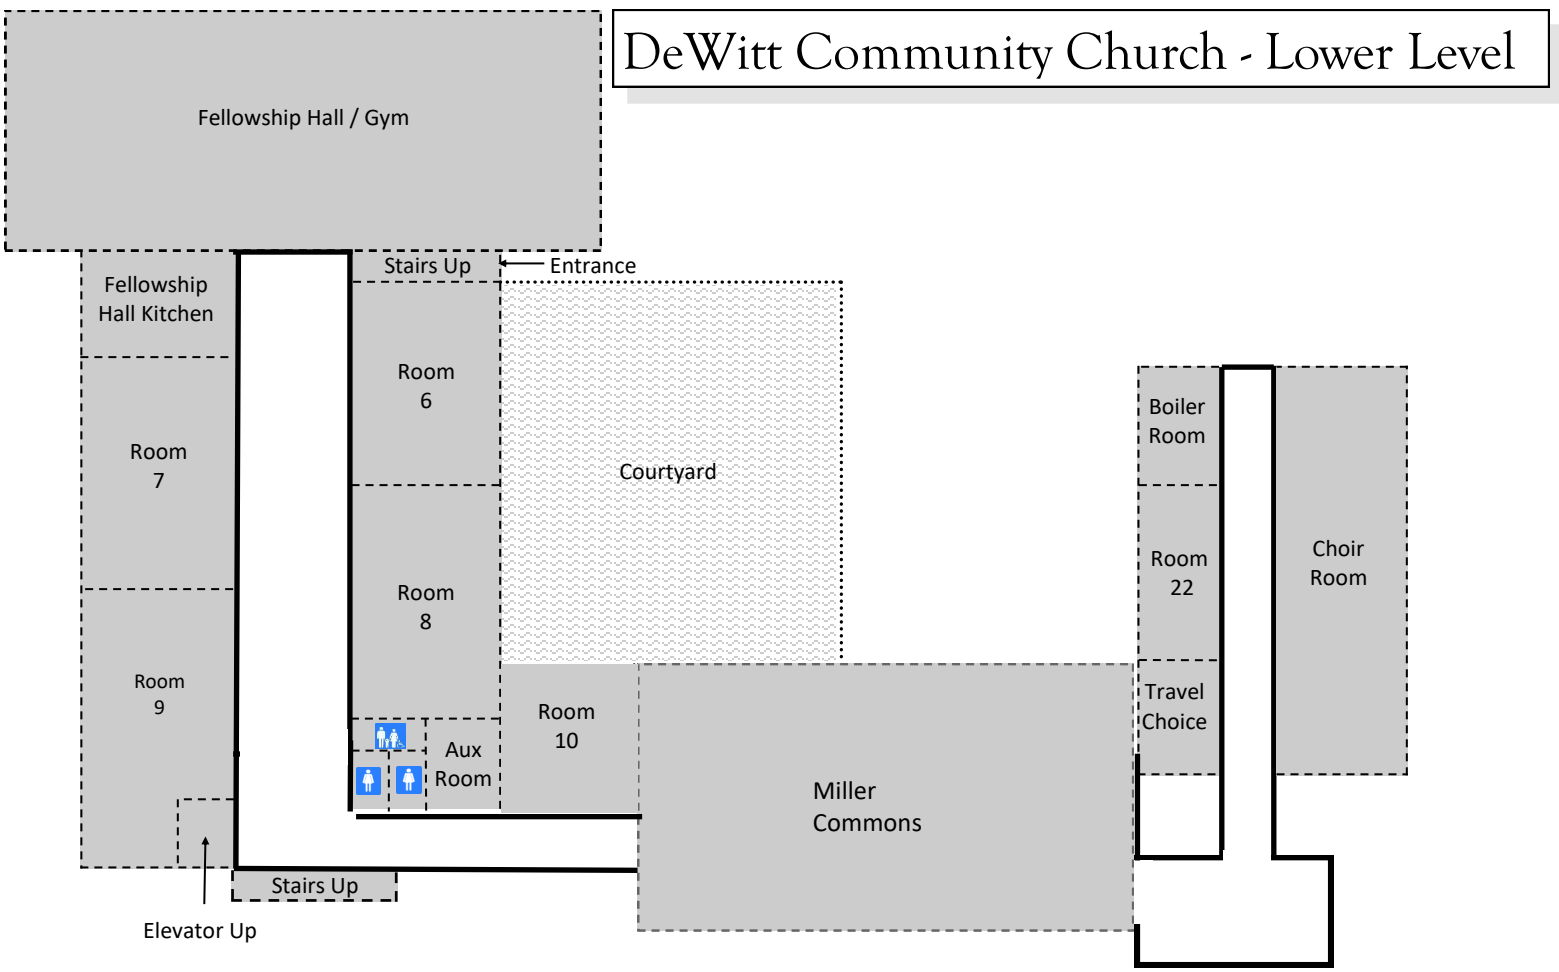 DeWitt Community Church - Lower Level
Fellowship Hall / Gym
Stairs Up
Entrance
Fellowship
Hall Kitchen
Room
6
Room
7
Courtyard
Boiler
Room
Room
22
Choir
Room
Room
8
Room
9
Travel
Choice
Room
10
Aux
Room
Miller
Commons
Stairs Up
Elevator Up